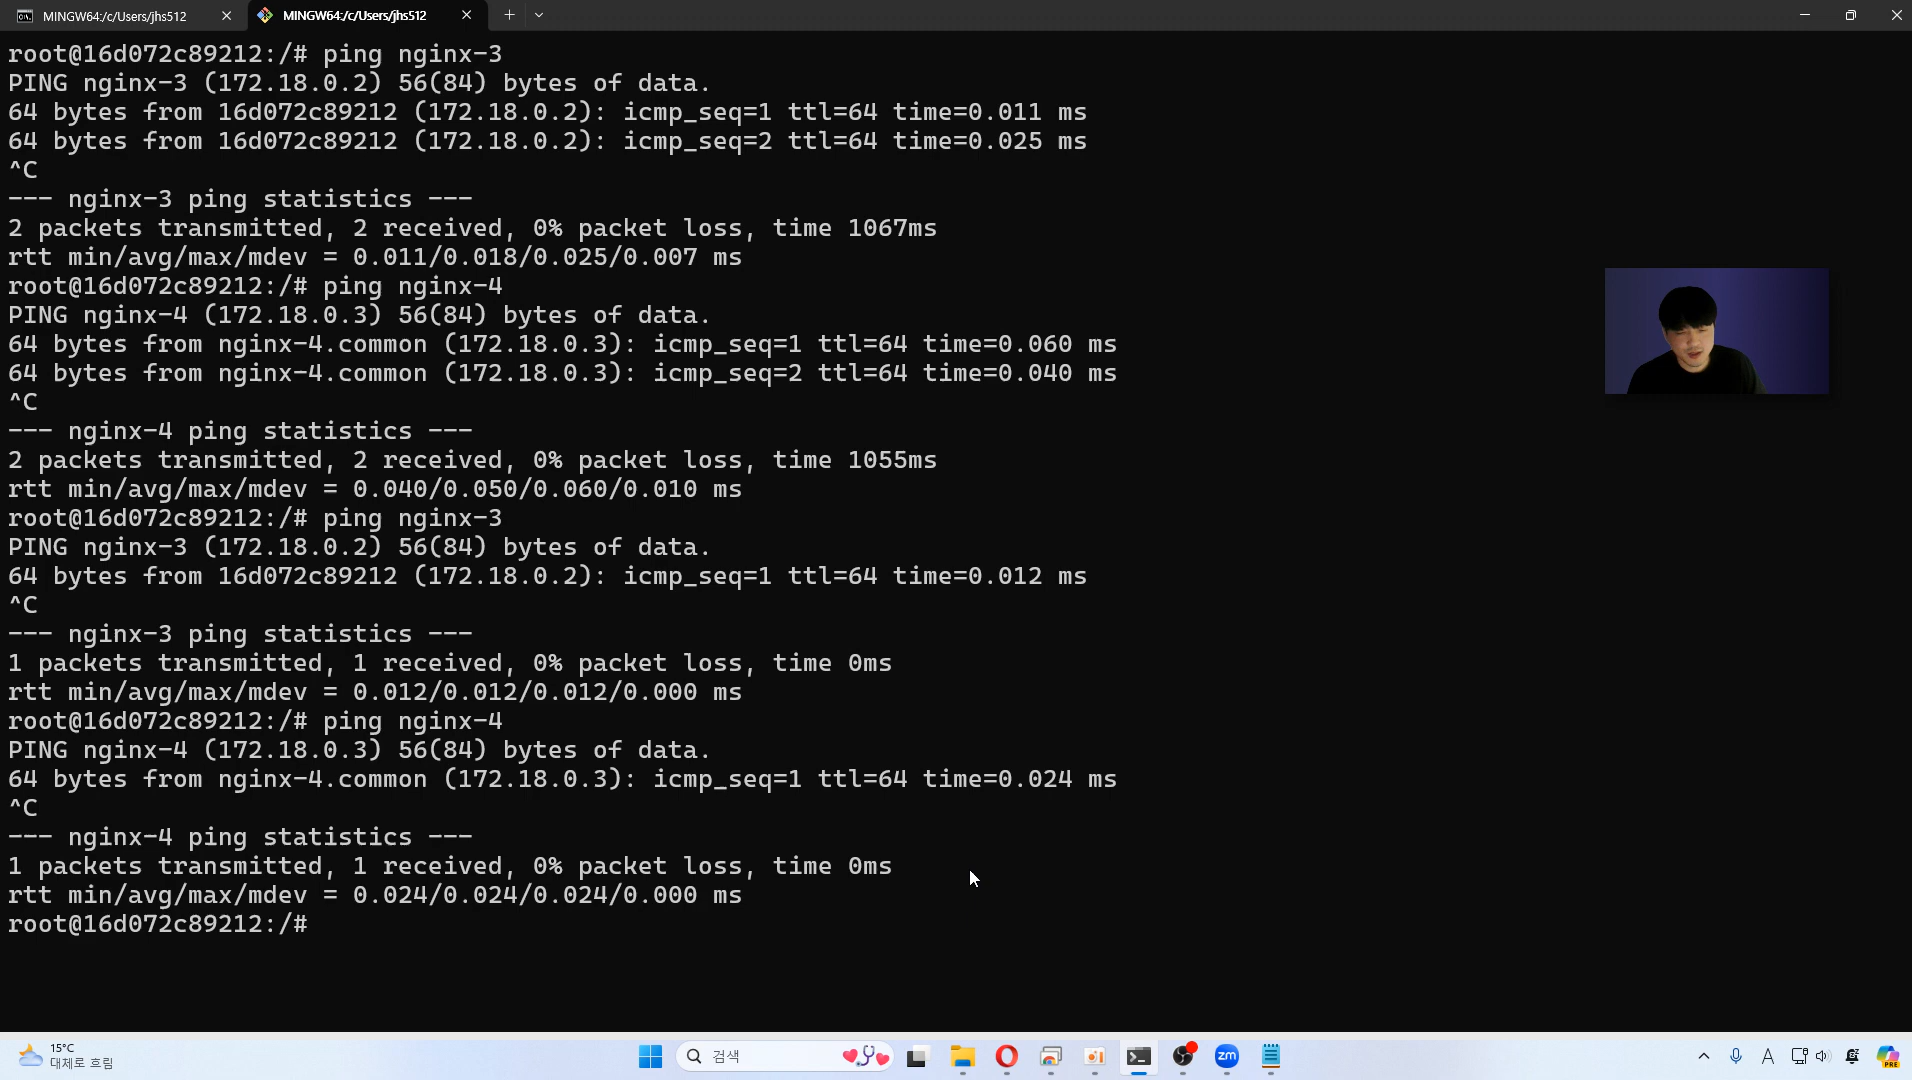 MINGW64:/c/Users/jhs512
MINGW64:/c/Users/jhs512
root@16d072c89212:/# ping nginx-3
PING nginx-3 (172.18.0.2) 56(84) bytes of data.
64 bytes from 16d072c89212 (172.18.0.2): icmp_seq=1 ttl=64 time=0.011 ms
64 bytes from 16d072c89212 (172.18.0.2): icmp_seq=2 ttl=64 time=0.025 ms
^C
--- nginx-3 ping statistics ---
2 packets transmitted, 2 received, 0% packet loss, time 1067ms
rtt min/avg/max/mdev = 0.011/0.018/0.025/0.007 ms
root@16d072c89212:/# ping nginx-4
PING nginx-4 (172.18.0.3) 56(84) bytes of data.
64 bytes from nginx-4.common (172.18.0.3): icmp_seq=1 ttl=64 time=0.060 ms
64 bytes from nginx-4.common (172.18.0.3): icmp_seq=2 ttl=64 time=0.040 ms
^C
--- nginx-4 ping statistics ---
2 packets transmitted, 2 received, 0% packet loss, time 1055ms
rtt min/avg/max/mdev = 0.040/0.050/0.060/0.010 ms
root@16d072c89212:/# ping nginx-3
PING nginx-3 (172.18.0.2) 56(84) bytes of data.
64 bytes from 16d072c89212 (172.18.0.2): icmp_seq=1 ttl=64 time=0.012 ms
^C
--- nginx-3 ping statistics ---
1 packets transmitted, 1 received, 0% packet loss, time 0ms
rtt min/avg/max/mdev = 0.012/0.012/0.012/0.000 ms
root@16d072c89212:/# ping nginx-4
PING nginx-4 (172.18.0.3) 56(84) bytes of data.
64 bytes from nginx-4.common (172.18.0.3): icmp_seq=1 ttl=64 time=0.024 ms
^C
--- nginx-4 ping statistics ---
1 packets transmitted, 1 received, 0% packet loss, time 0ms
rtt min/avg/max/mdev = 0.024/0.024/0.024/0.000 ms
root@16d072c89212:/#
15°C
대체로 흐림
검색
zm
A
PRE